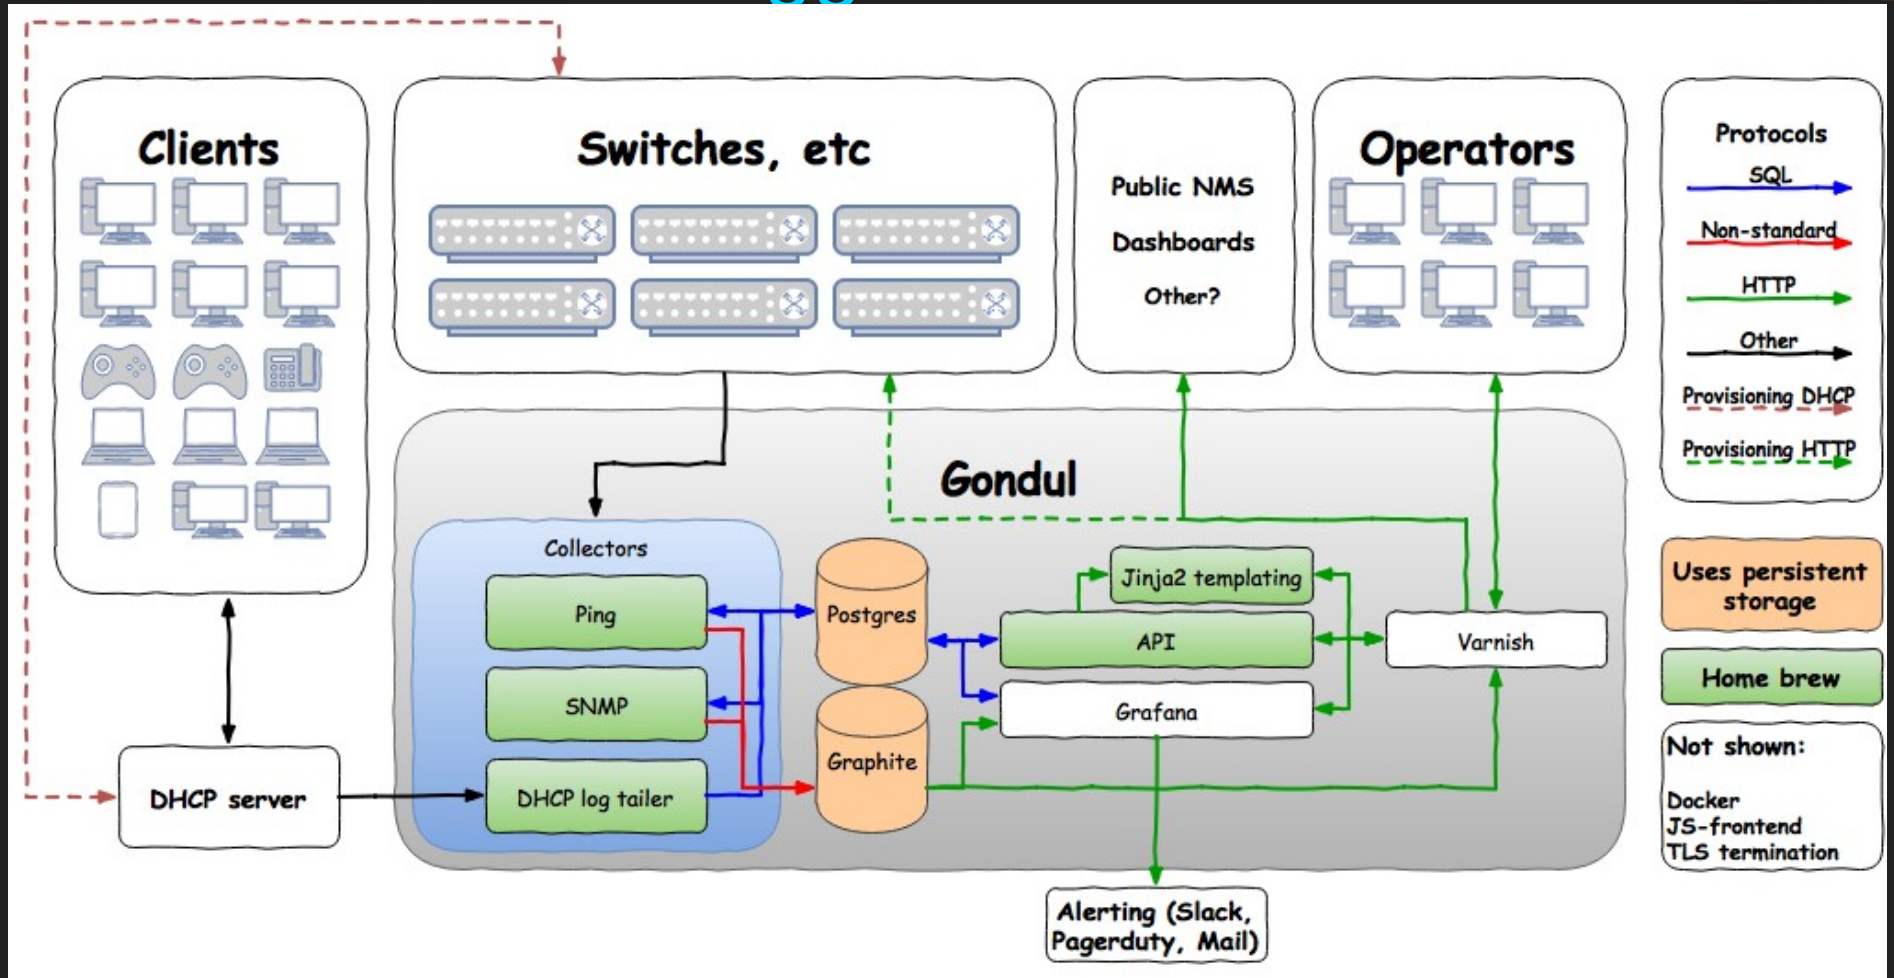 Clients
Switches, etc
Public NMS
Dashboards
Other?
Operators
Protocols
SQL
Non-standard
HTTP
Other
Provisioning DHCP
Provisioning HTTP
Gondul
Collectors
Ping
SNMP
DHCP log tailer
Postgres
Graphite
Jinja2 templating
API
Grafana
Varnish
DHCP server
Alerting (Slack,
Pagerduty, Mail)
Uses persistent
storage
Home brew
Not shown:
Docker
JS-frontend
TLS termination